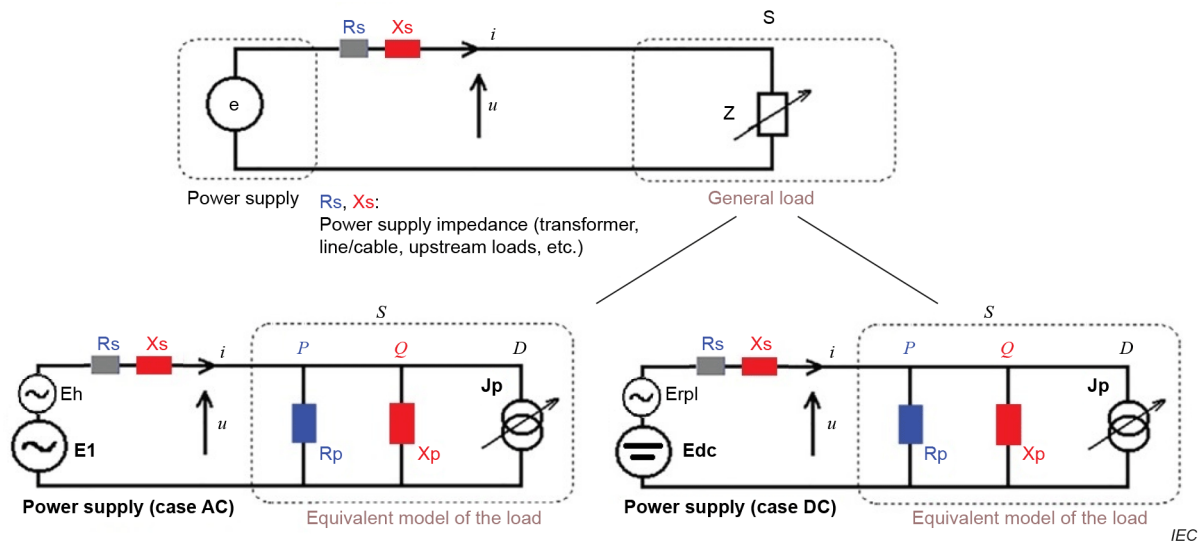 S
Rs Xs i
e
u
Z
Power supply
General load
Rs, Xs:
Power supply impedance (transformer,
line/cable, upstream loads, etc.)
S
Rs Xs i
P Q D
Eh
Jp
u
E1
Rp Xp
Power supply (case AC)
Equivalent model of the load
S
Rs Xs i
P Q D
Erpl
Jp
u
Edc
Rp Xp
Power supply (case DC)
Equivalent model of the load
IEC